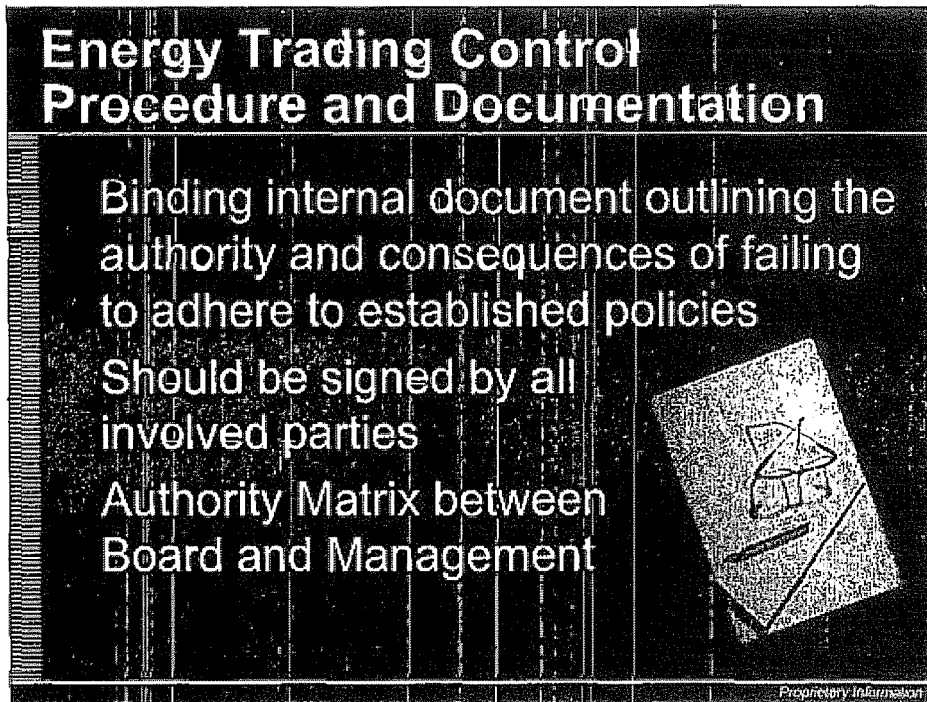 Energy Trading Control
Procedure and Documentation
Binding internal document outlining the
authority and consequences of failing
to adhere to established policies
Should be signed by all
involved parties
Authority Matrix between
Board and Management
Proprietary Information